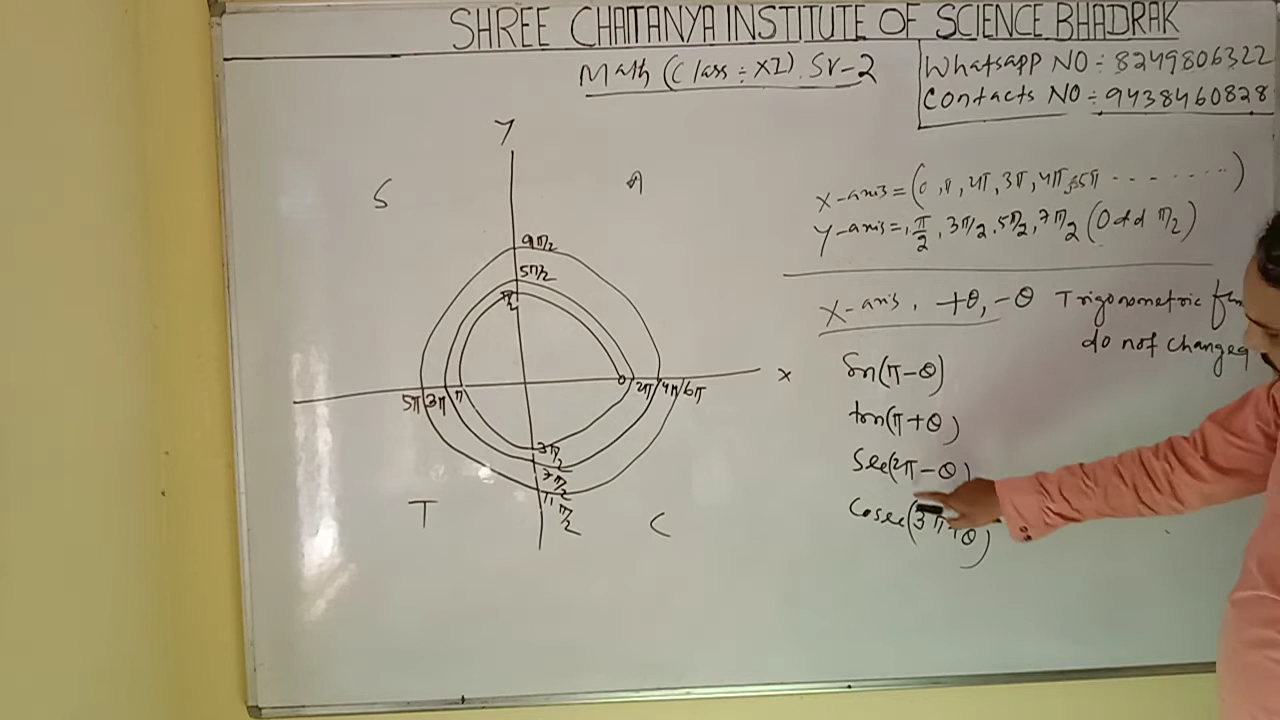 SHREE CHAITANYA INSTITUTE OF SCIENCE BHADRAK
Math (Class ÷ XI) Sr-2
Whatsapp NO ÷ 8249806322
Contacts NO ÷ 9438460828
Y
S
A
9π/2
5π/2
π/2
0
2π/4π/6π
X
5π 3π π
3π/2
7π/2
11π/2
T
C
X-axis = (0, π, 2π, 3π, 4π, 5π - - - - - - -)
Y-axis = , π/2, 3π/2, 5π/2, 7π/2 (Odd π/2)
X-axis, +θ, -θ Trigonometric
do not changed
Sin(π-θ)
tan(π+θ)
Sec(2π-θ)
Cosec(3π+θ)